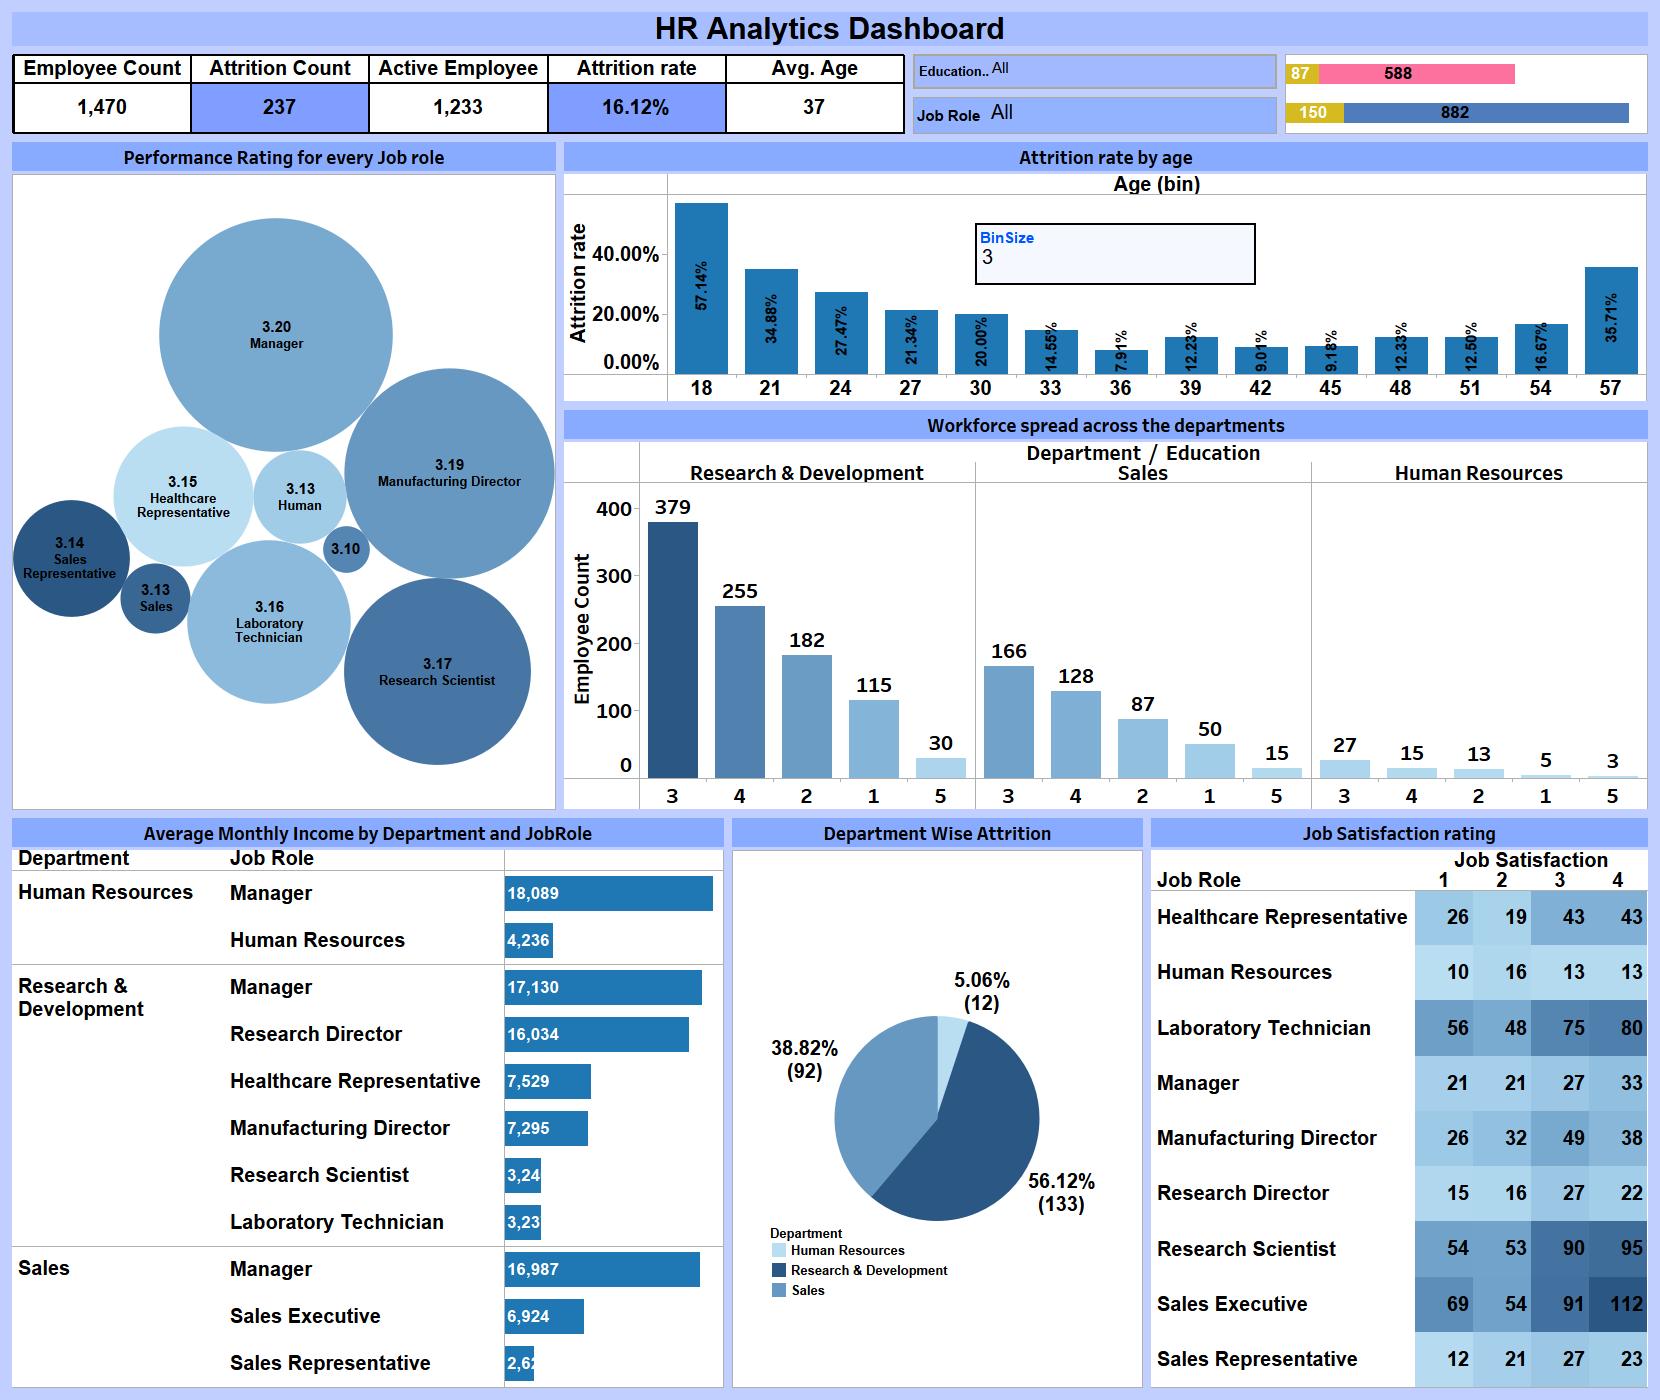 HR Analytics Dashboard
Employee Count Attrition Count Active Employee Attrition rate Avg. Age
1,470 237 1,233 16.12% 37
Education.. All
Job Role All
87 588
150 882
Performance Rating for every Job role
3.20
Manager
3.19
Manufacturing Director
3.15
Healthcare
Representative
3.13
Human
3.10
3.14
Sales
Representative
3.13
Sales
3.16
Laboratory
Technician
3.17
Research Scientist
Attrition rate by age
Age (bin)
Attrition rate
40.00%
20.00%
0.00%
BinSize
3
57.14% 34.88% 27.47% 21.34% 20.00% 14.55% 7.91% 12.23% 9.01% 9.18% 12.33% 12.50% 16.67% 35.71%
18 21 24 27 30 33 36 39 42 45 48 51 54 57
Workforce spread across the departments
Department / Education
Research & Development Sales Human Resources
Employee Count
400
300
200
100
0
379 255 182 115 30 166 128 87 50 15 27 15 13 5 3
3 4 2 1 5 3 4 2 1 5 3 4 2 1 5
Average Monthly Income by Department and JobRole
Department Job Role
Human Resources Manager 18,089
Human Resources 4,236
Research &
Development
Manager 17,130
Research Director 16,034
Healthcare Representative 7,529
Manufacturing Director 7,295
Research Scientist 3,24
Laboratory Technician 3,23
Sales Manager 16,987
Sales Executive 6,924
Sales Representative 2,62
Department Wise Attrition
5.06%
(12)
38.82%
(92)
56.12%
(133)
Department
Human Resources
Research & Development
Sales
Job Satisfaction rating
Job Satisfaction
Job Role 1 2 3 4
Healthcare Representative 26 19 43 43
Human Resources 10 16 13 13
Laboratory Technician 56 48 75 80
Manager 21 21 27 33
Manufacturing Director 26 32 49 38
Research Director 15 16 27 22
Research Scientist 54 53 90 95
Sales Executive 69 54 91 112
Sales Representative 12 21 27 23